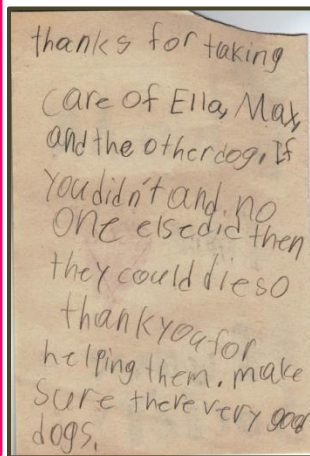 thanks for taking
care of Ella, Max,
and the other dog. If
you didn't and no
one else did then
they could die so
thank you for
helping them. make
sure there very good
dogs.